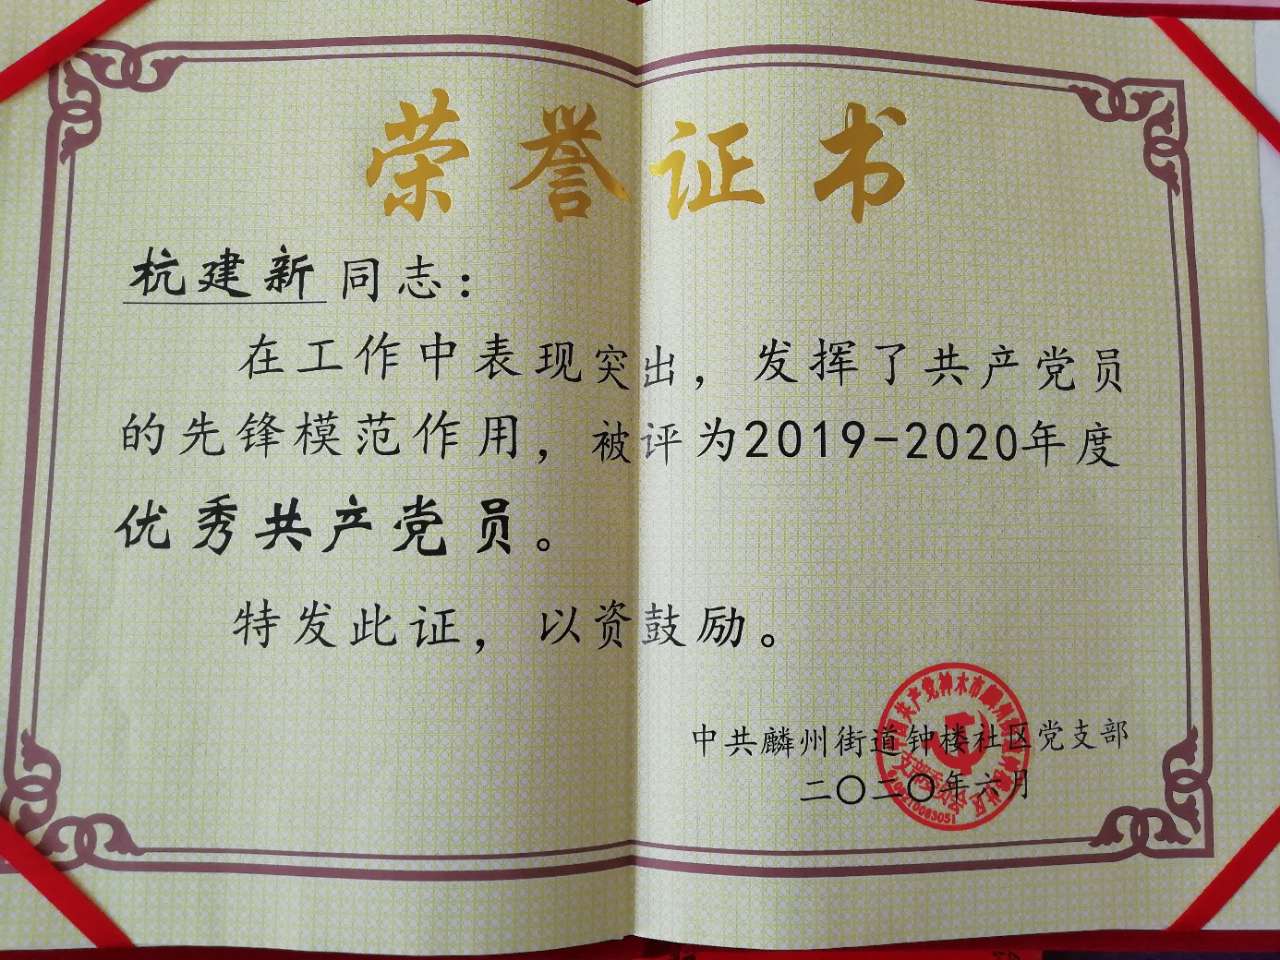 荣誉证书
杭建新同志：
在工作中表现突出，发挥了共产党员
的先锋模范作用，被评为2019-2020年度
优秀共产党员。
特发此证，以资鼓励。
中共麟州街道钟楼社区党支部
二〇二〇年六月